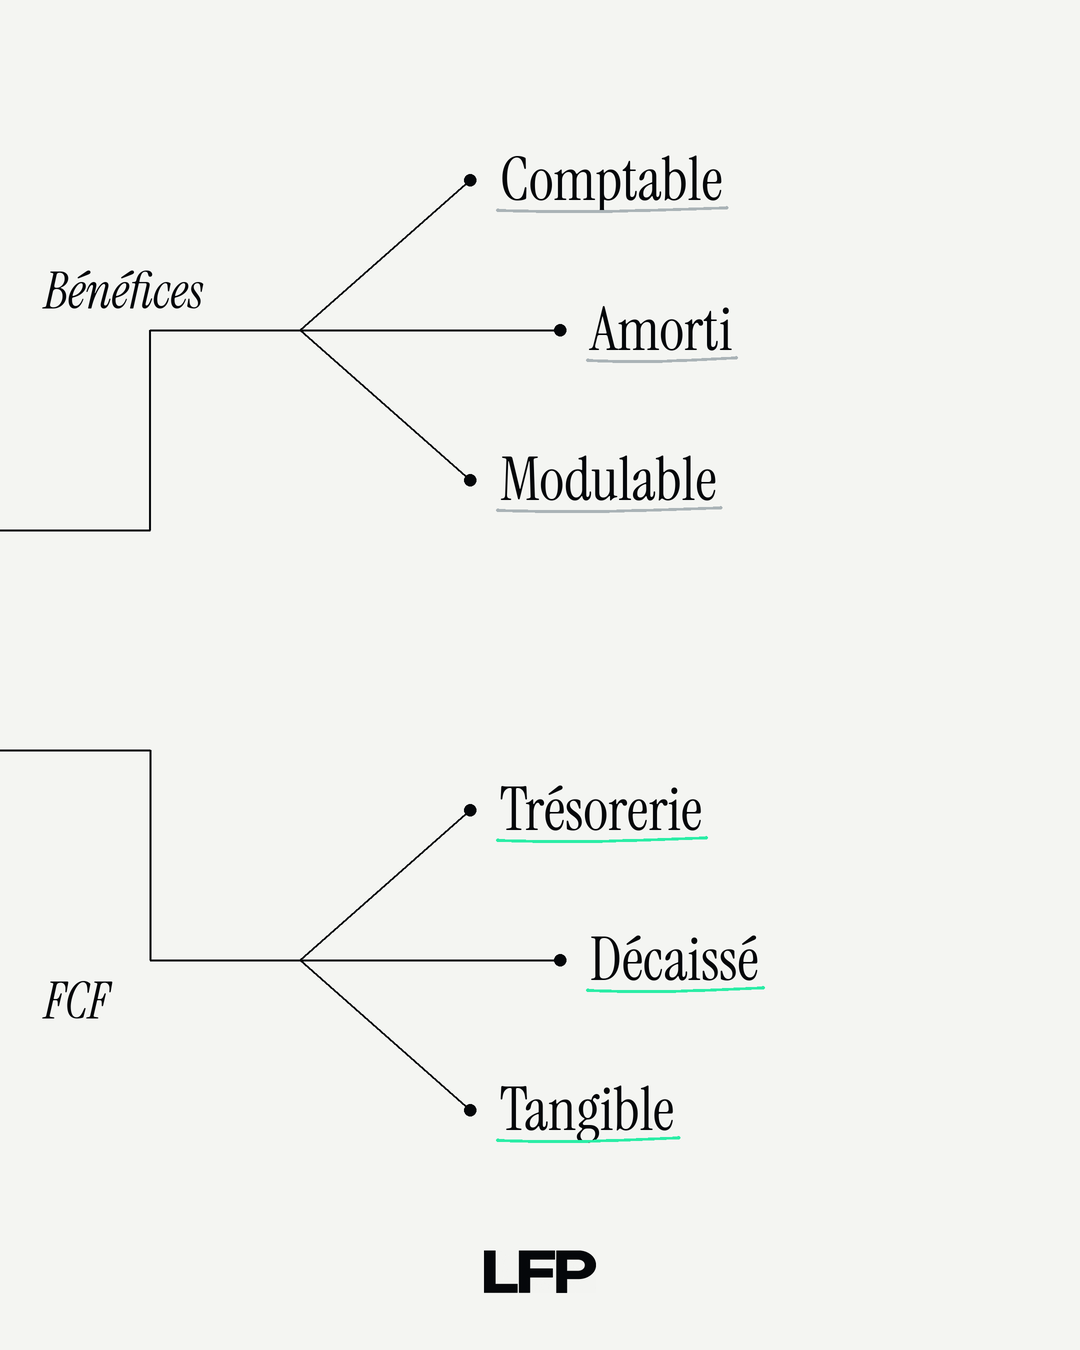 Comptable
Bénéfices
Amorti
Modulable
Trésorerie
Décaissé
FCF
Tangible
LFP